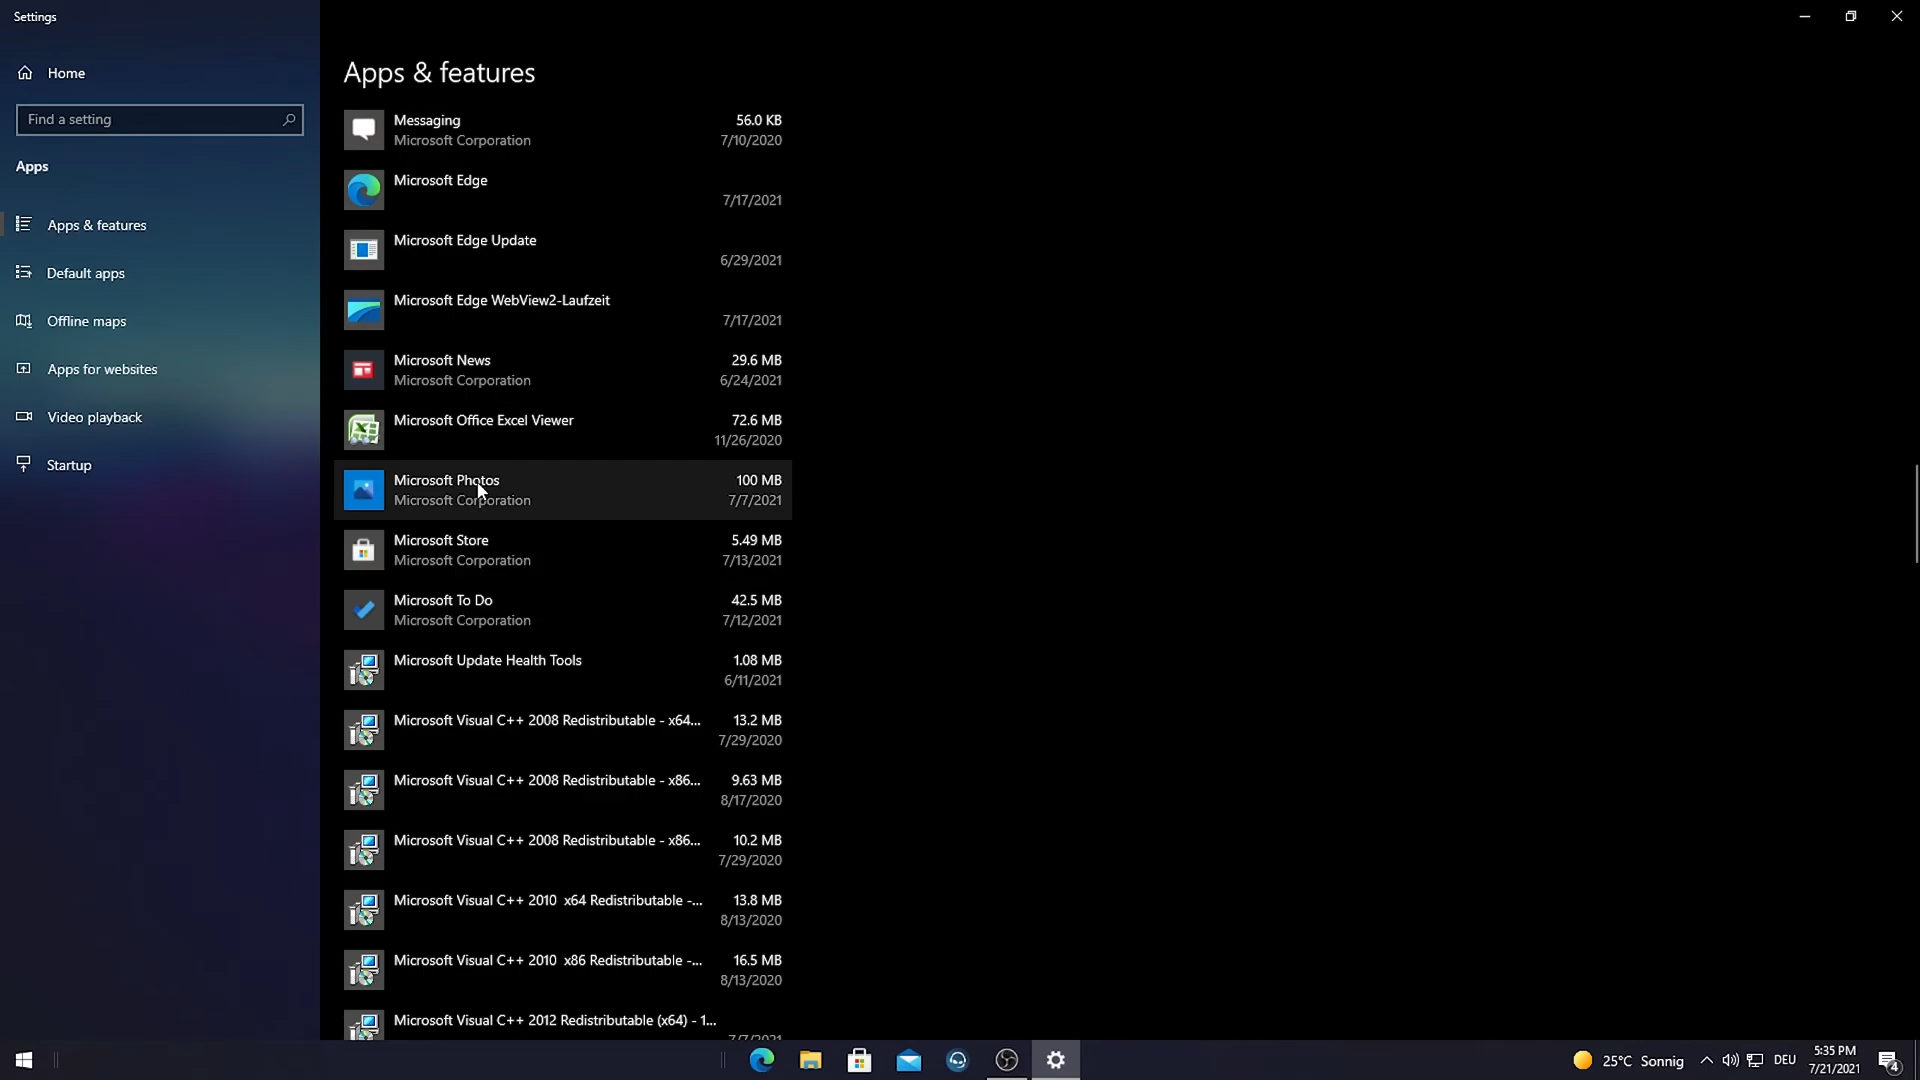 Settings
Home
Find a setting
Apps
Apps & features
Default apps
Offline maps
Apps for websites
Video playback
Startup
Apps & features
Messaging 56.0 KB
Microsoft Corporation 7/10/2020
Microsoft Edge
7/17/2021
Microsoft Edge Update
6/29/2021
Microsoft Edge WebView2-Laufzeit
7/17/2021
Microsoft News 29.6 MB
Microsoft Corporation 6/24/2021
Microsoft Office Excel Viewer 72.6 MB
11/26/2020
Microsoft Photos 100 MB
Microsoft Corporation 7/7/2021
Microsoft Store 5.49 MB
Microsoft Corporation 7/13/2021
Microsoft To Do 42.5 MB
Microsoft Corporation 7/12/2021
Microsoft Update Health Tools 1.08 MB
6/11/2021
Microsoft Visual C++ 2008 Redistributable - x64... 13.2 MB
7/29/2020
Microsoft Visual C++ 2008 Redistributable - x86... 9.63 MB
8/17/2020
Microsoft Visual C++ 2008 Redistributable - x86... 10.2 MB
7/29/2020
Microsoft Visual C++ 2010 x64 Redistributable -... 13.8 MB
8/13/2020
Microsoft Visual C++ 2010 x86 Redistributable -... 16.5 MB
8/13/2020
Microsoft Visual C++ 2012 Redistributable (x64) - 1...
7/7/2021
25°C Sonnig
DEU
5:35 PM
7/21/2021
4